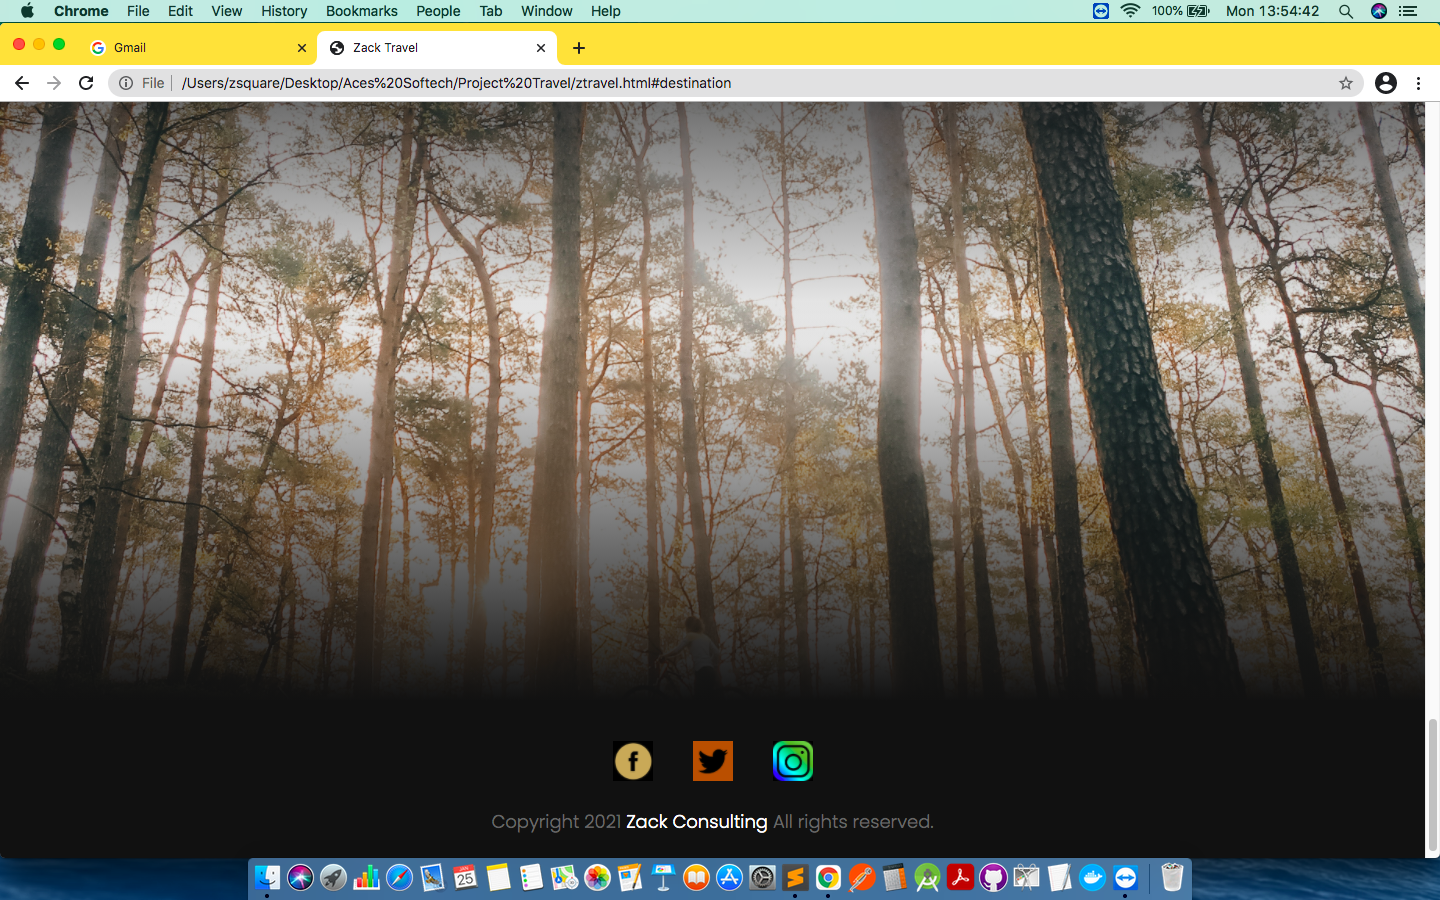 Chrome File Edit View History Bookmarks People Tab Window Help 100% Mon 13:54:42
Gmail Zack Travel
File /Users/zsquare/Desktop/Aces%20Softech/Project%20Travel/ztravel.html#destination
f
Copyright 2021 Zack Consulting All rights reserved.
JAN
25